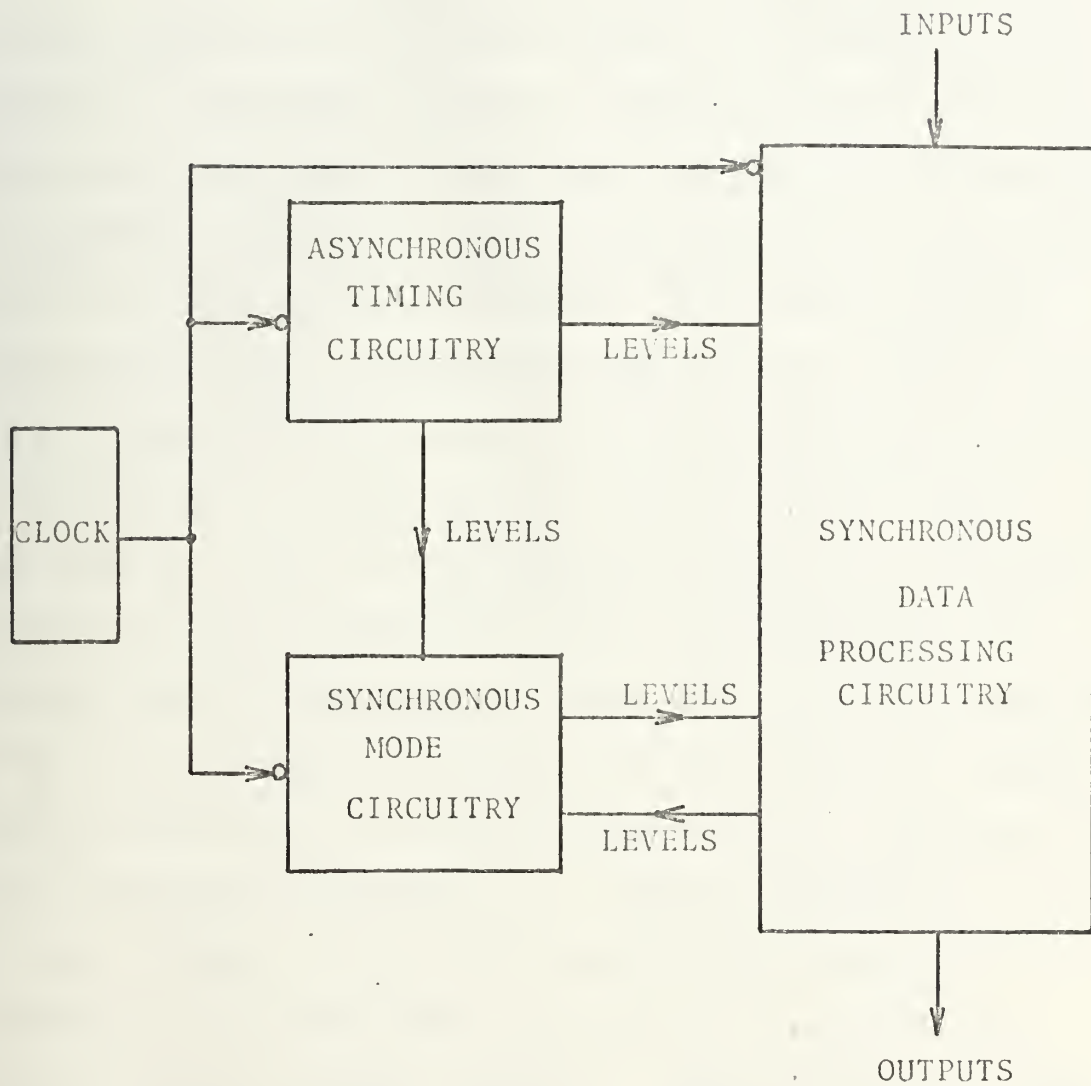 INPUTS
ASYNCHRONOUS
TIMING
CIRCUITRY
LEVELS
CLOCK
LEVELS
SYNCHRONOUS
DATA
PROCESSING
CIRCUITRY
SYNCHRONOUS
MODE
CIRCUITRY
LEVELS
LEVELS
OUTPUTS